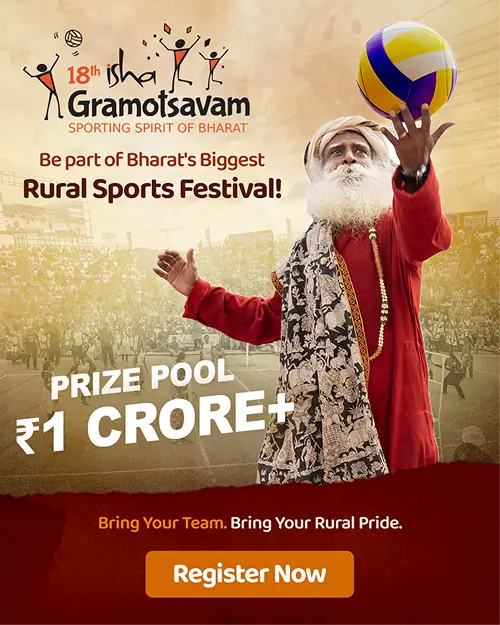 18th isha
Gramotsavam
SPORTING SPIRIT OF BHARAT
Be part of Bharat's Biggest
Rural Sports Festival!
PRIZE POOL
₹1 CRORE+
Bring Your Team. Bring Your Rural Pride.
Register Now